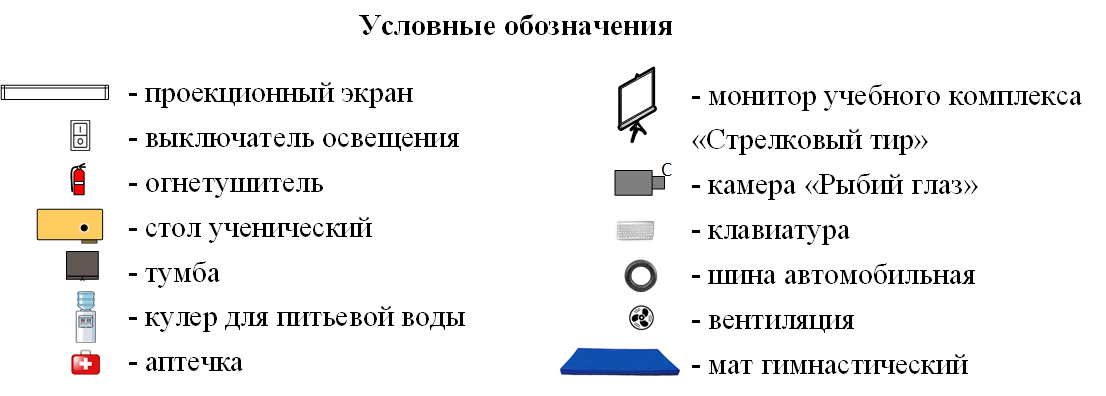 Условные обозначения
- проекционный экран
- выключатель освещения
- огнетушитель
- стол ученический
- тумба
- кулер для питьевой воды
- аптечка
- монитор учебного комплекса
«Стрелковый тир»
С
- камера «Рыбий глаз»
- клавиатура
- шина автомобильная
- вентиляция
- мат гимнастический